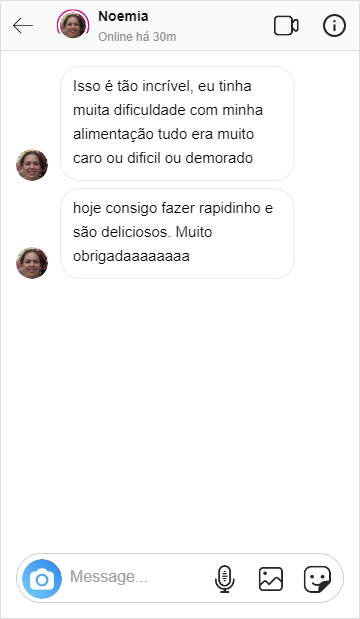 Noemia
Online há 30m
Isso é tão incrível, eu tinha
muita dificuldade com minha
alimentação tudo era muito
caro ou dificil ou demorado
hoje consigo fazer rapidinho e
são deliciosos. Muito
obrigadaaaaaaaa
Message...